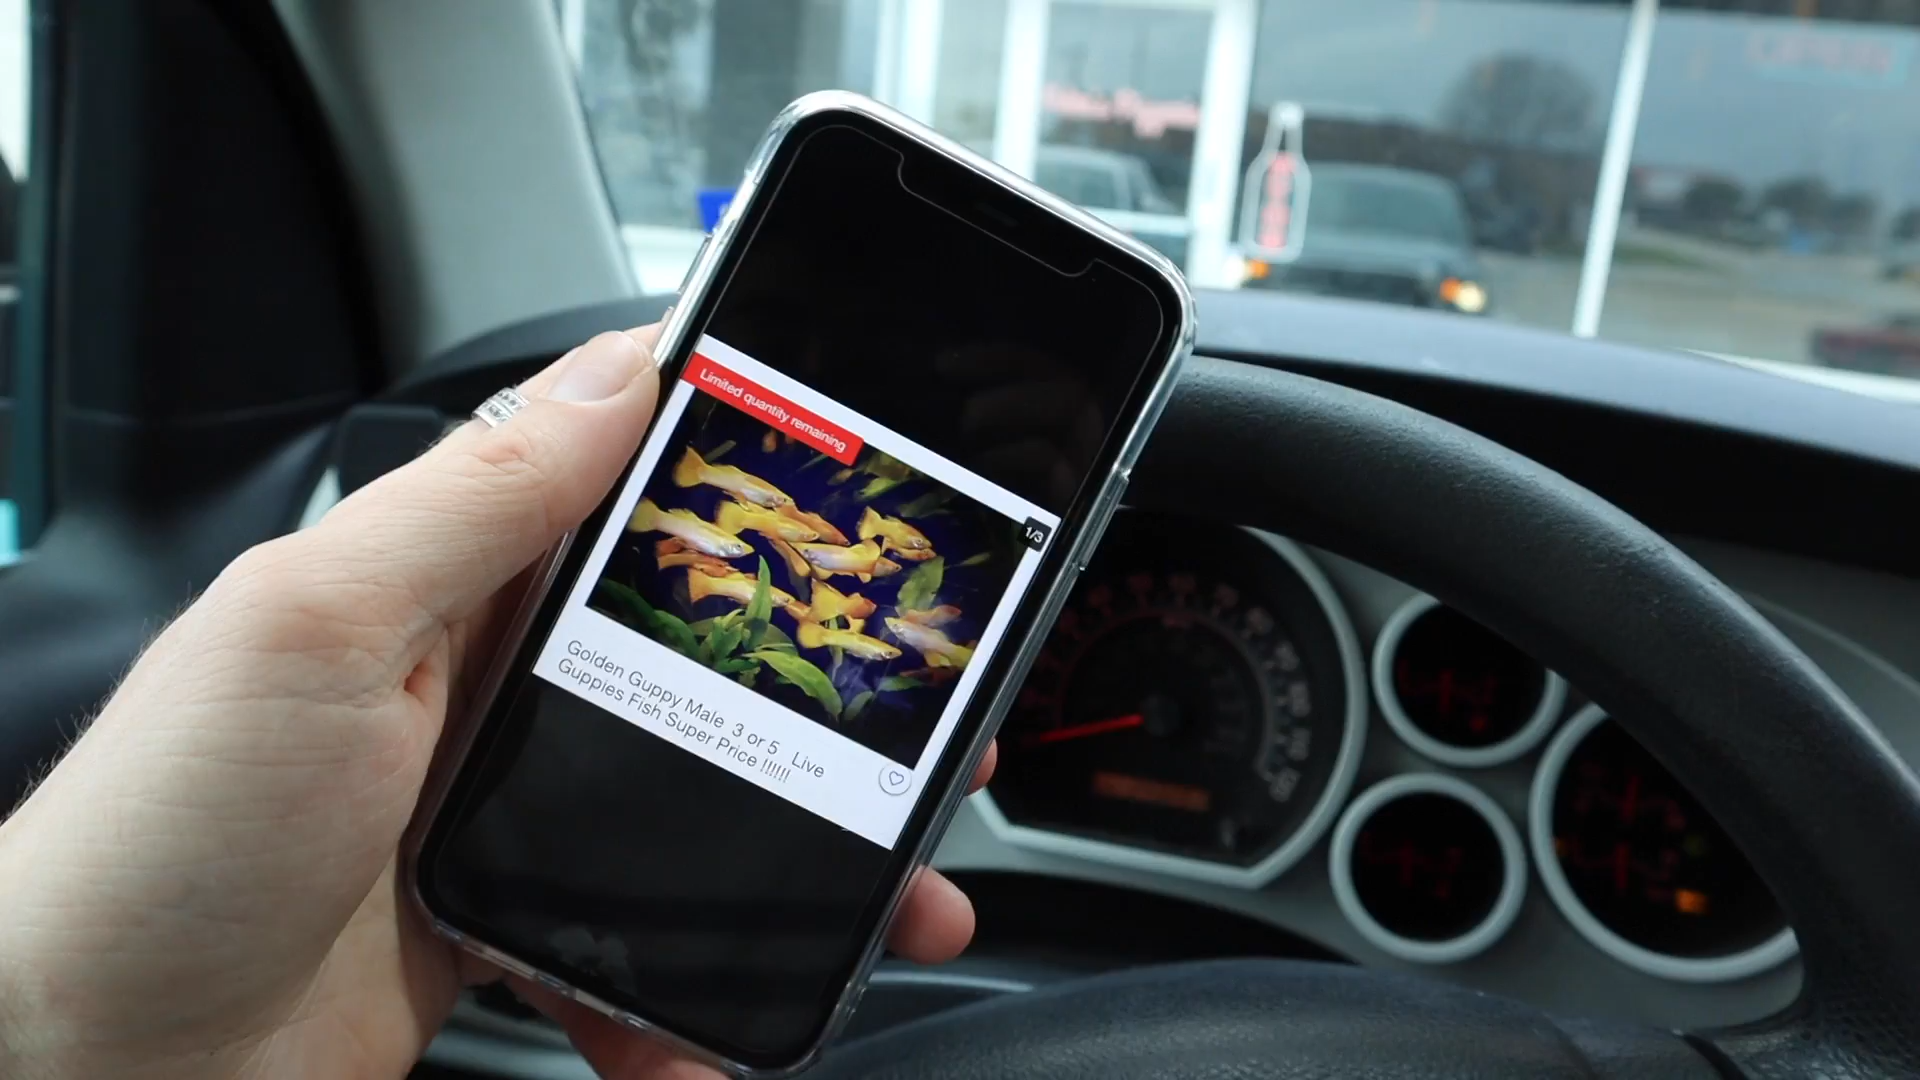 Limited quantity remaining
1/3
Golden Guppy Male 3 or 5 Live
Guppies Fish Super Price !!!!!!